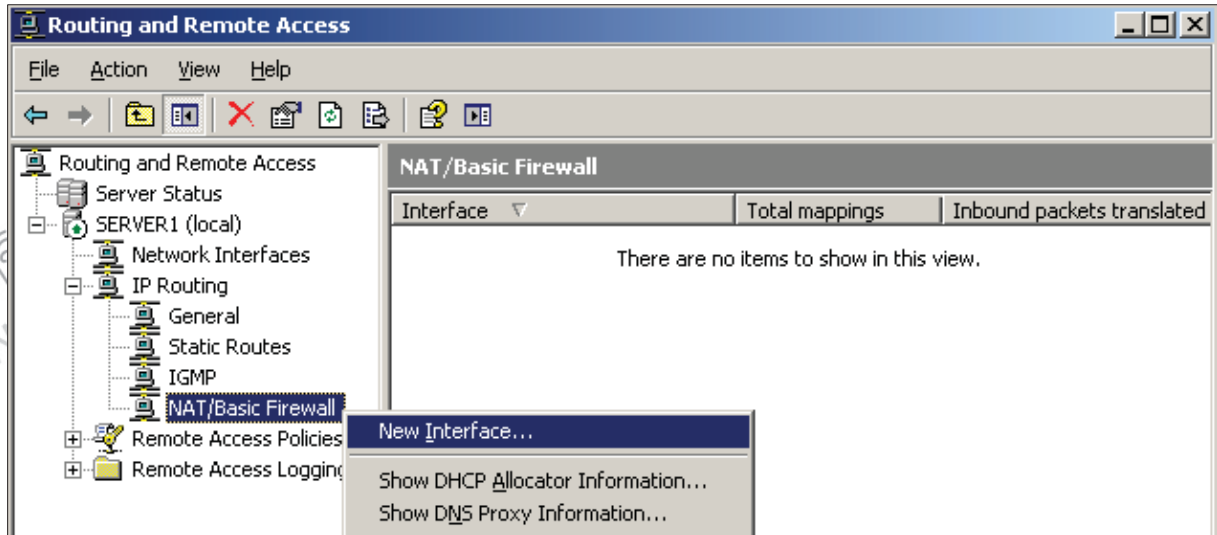 Routing and Remote Access
File Action View Help
Routing and Remote Access
Server Status
SERVER1 (local)
Network Interfaces
IP Routing
General
Static Routes
IGMP
NAT/Basic Firewall
Remote Access Policies
Remote Access Logging
NAT/Basic Firewall
Interface Total mappings Inbound packets translated
There are no items to show in this view.
New Interface...
Show DHCP Allocator Information...
Show DNS Proxy Information...